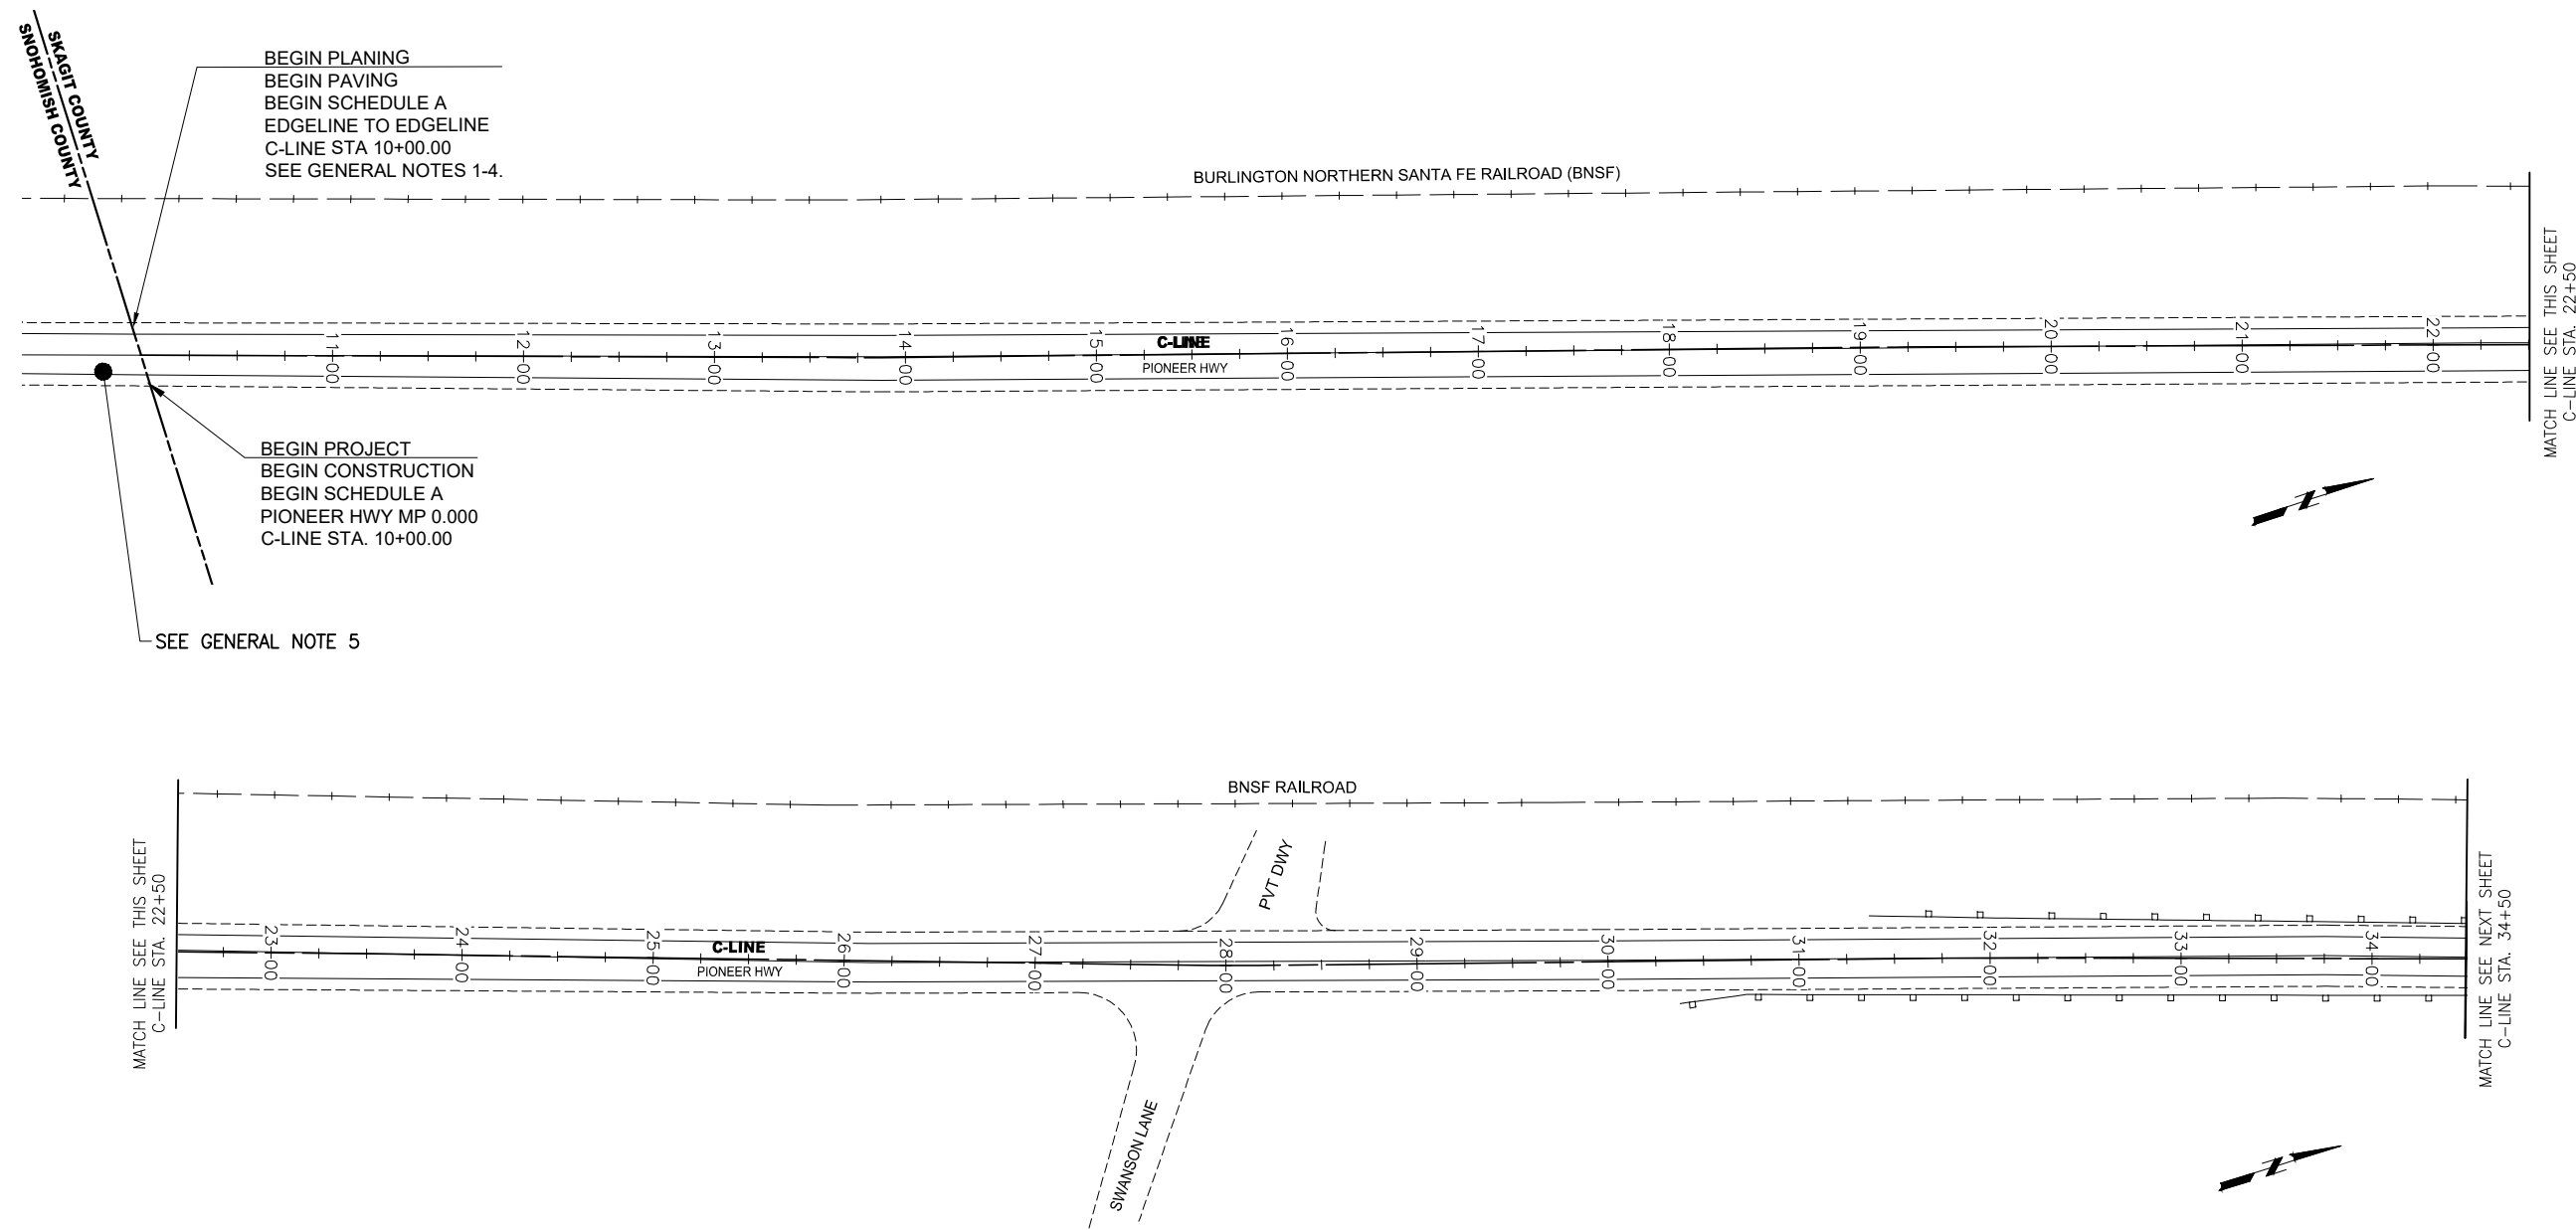 SKAGIT COUNTY
SNOHOMISH COUNTY
BEGIN PLANING
BEGIN PAVING
BEGIN SCHEDULE A
EDGELINE TO EDGELINE
C-LINE STA 10+00.00
SEE GENERAL NOTES 1-4.
BURLINGTON NORTHERN SANTA FE RAILROAD (BNSF)
11+00
12+00
13+00
14+00
15+00
C-LINE
PIONEER HWY
16+00
17+00
18+00
19+00
20+00
21+00
22+00
MATCH LINE SEE THIS SHEET
C-LINE STA. 22+50
BEGIN PROJECT
BEGIN CONSTRUCTION
BEGIN SCHEDULE A
PIONEER HWY MP 0.000
C-LINE STA. 10+00.00
N
SEE GENERAL NOTE 5
BNSF RAILROAD
MATCH LINE SEE THIS SHEET
C-LINE STA. 22+50
23+00
24+00
25+00
C-LINE
PIONEER HWY
26+00
27+00
28+00
PVT DWY
29+00
30+00
31+00
32+00
33+00
34+00
MATCH LINE SEE NEXT SHEET
C-LINE STA. 34+50
SWANSON LANE
N